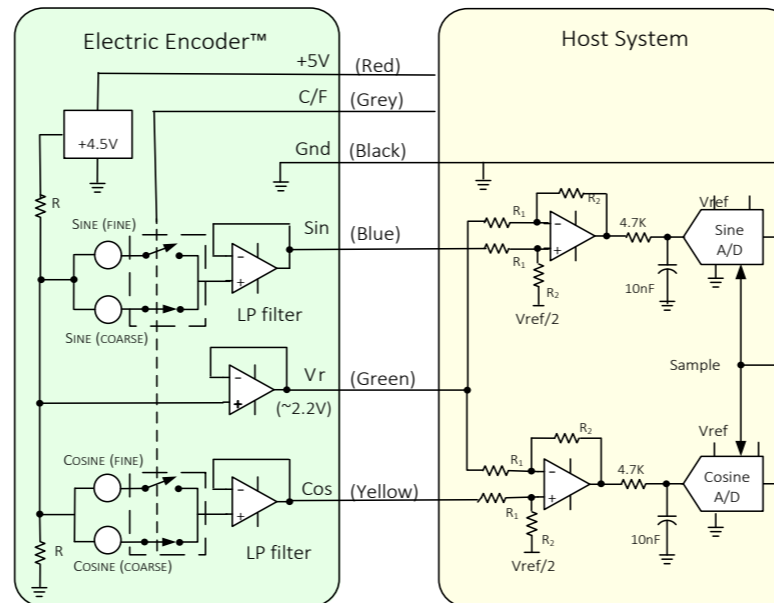 Electric Encoder™
Host System
+5V (Red)
C/F (Grey)
+4.5V
Gnd (Black)
R
SINE (FINE)
Sin (Blue)
LP filter
SINE (COARSE)
R₁
R₂
R₁
R₂
Vref/2
4.7K
10nF
Vref
Sine
A/D
Vr (Green)
(~2.2V)
Sample
COSINE (FINE)
Cos (Yellow)
LP filter
R
COSINE (COARSE)
R₁
R₂
R₁
R₂
Vref/2
4.7K
10nF
Vref
Cosine
A/D